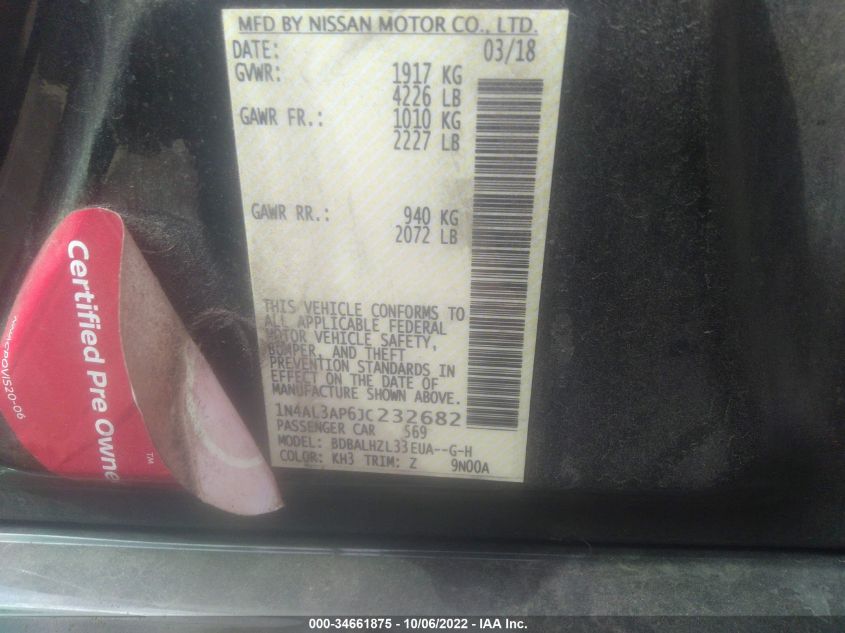 MFD BY NISSAN MOTOR CO., LTD.
DATE: 03/18
GVWR: 1917 KG
4226 LB
GAWR FR.: 1010 KG
2227 LB
GAWR RR.: 940 KG
2072 LB
THIS VEHICLE CONFORMS TO
ALL APPLICABLE FEDERAL
MOTOR VEHICLE SAFETY,
BUMPER, AND THEFT
PREVENTION STANDARDS IN
EFFECT ON THE DATE OF
MANUFACTURE SHOWN ABOVE.
1N4AL3AP6JC232682
PASSENGER CAR 569
MODEL: BDBALHZL33EUA--G-H
COLOR: KH3 TRIM: Z 9N00A
Certified Pre Owne
TM
000-34661875 - 10/06/2022 - IAA Inc.